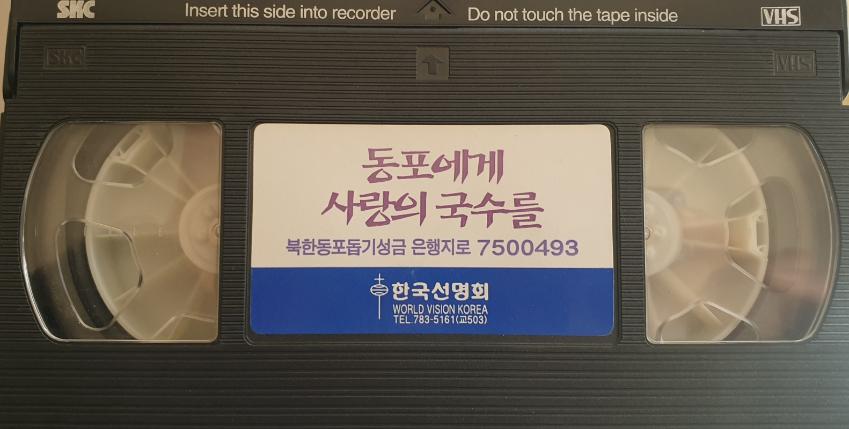 SKC Insert this side into recorder Do not touch the tape inside VHS
SKC VHS
동포에게
사랑의 국수를
북한동포돕기성금 은행지로 7500493
한국선명회
WORLD VISION KOREA
TEL.783-5161(교503)